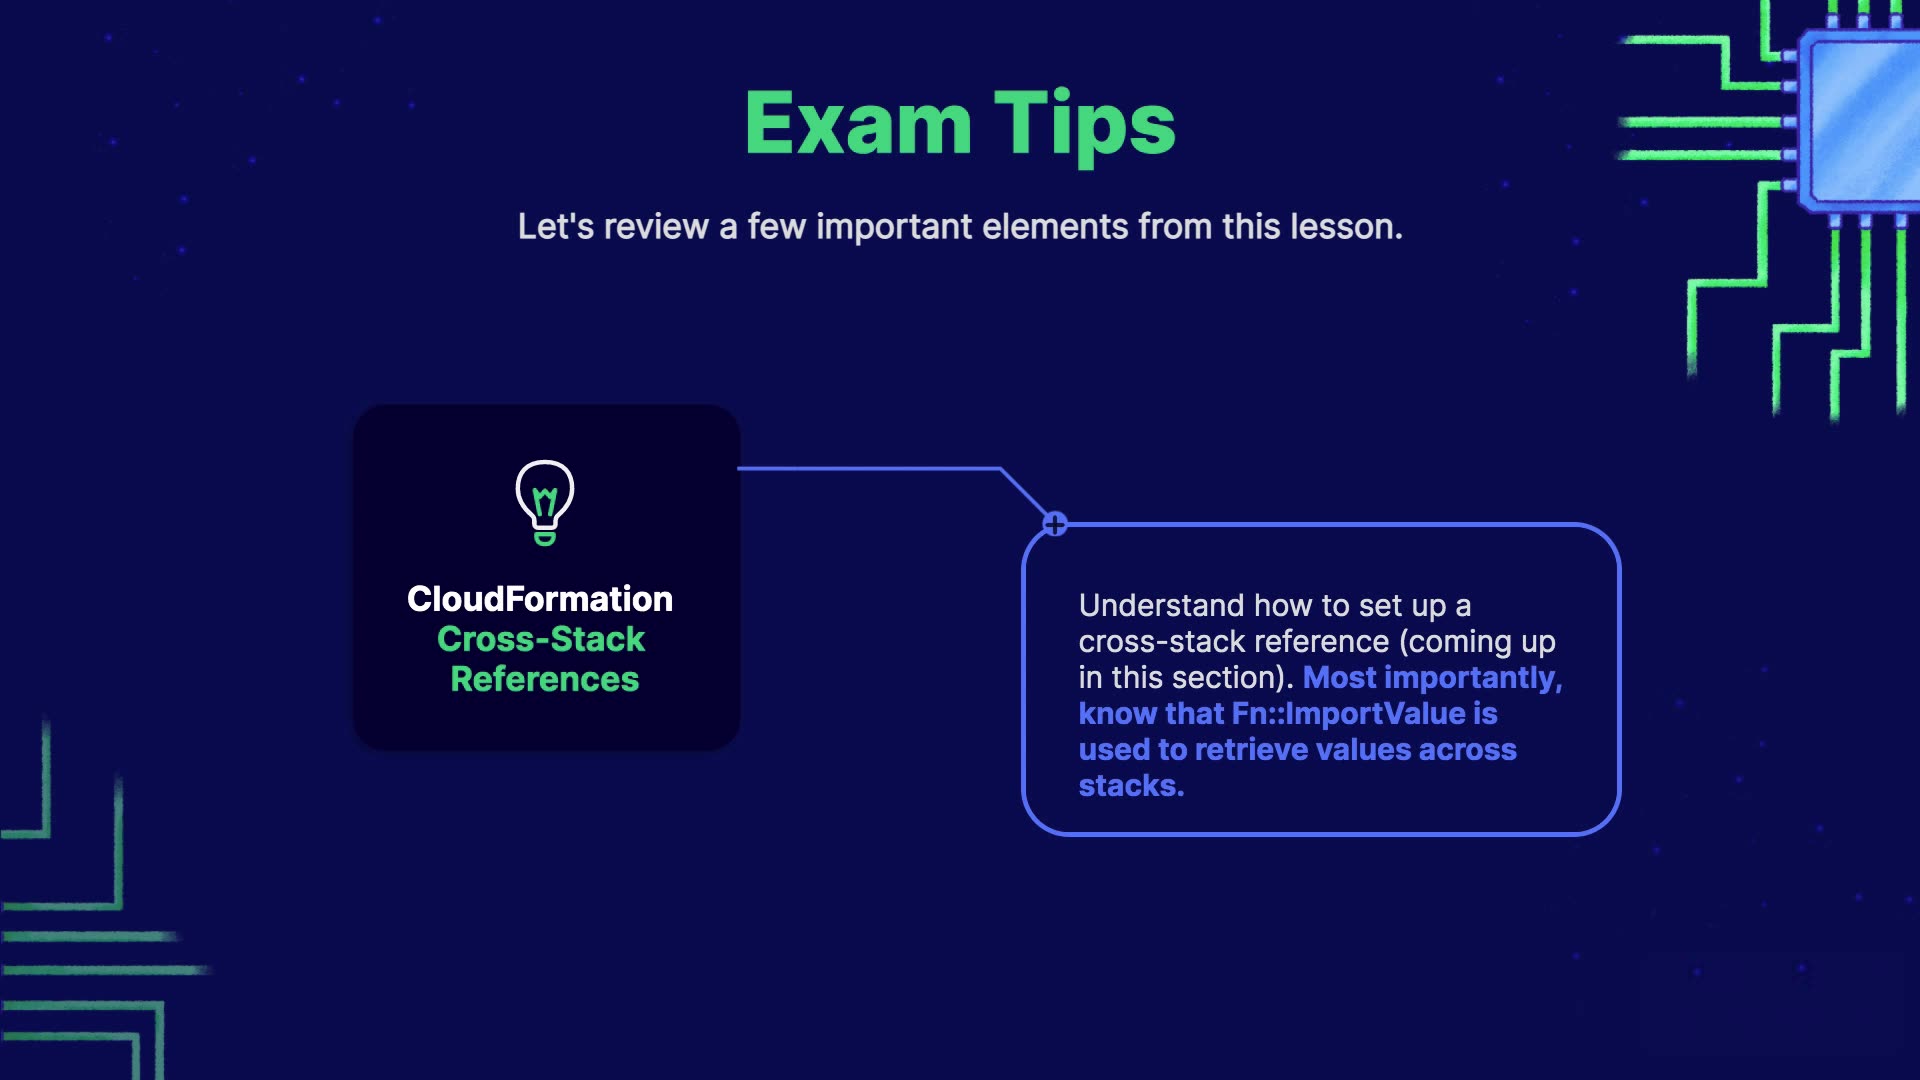 Exam Tips
Let's review a few important elements from this lesson.
CloudFormation
Cross-Stack
References
Understand how to set up a
cross-stack reference (coming up
in this section). Most importantly,
know that Fn::ImportValue is
used to retrieve values across
stacks.